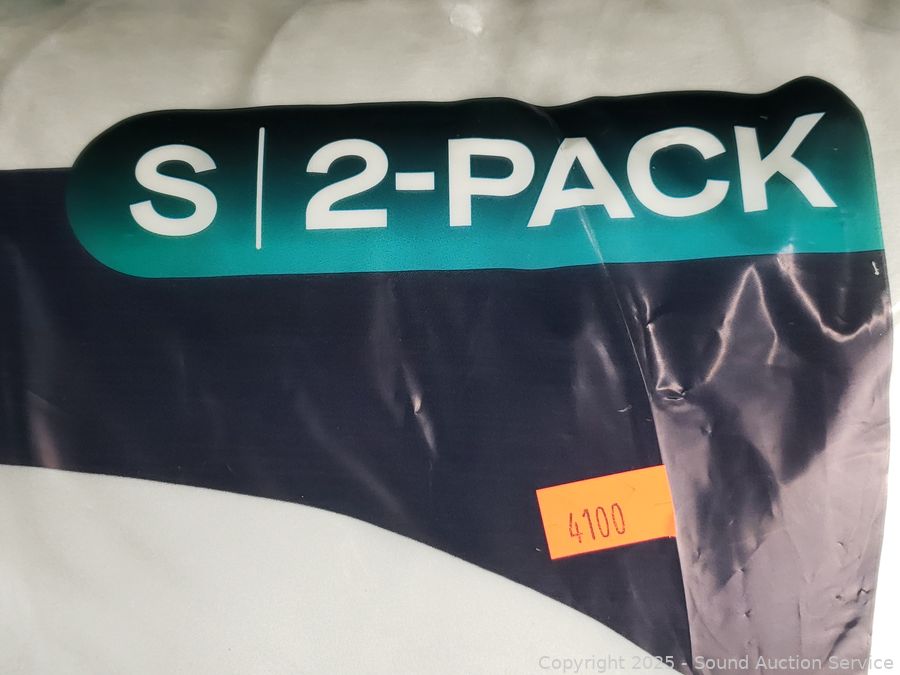 S | 2-PACK
4100
Copyright 2025 - Sound Auction Service